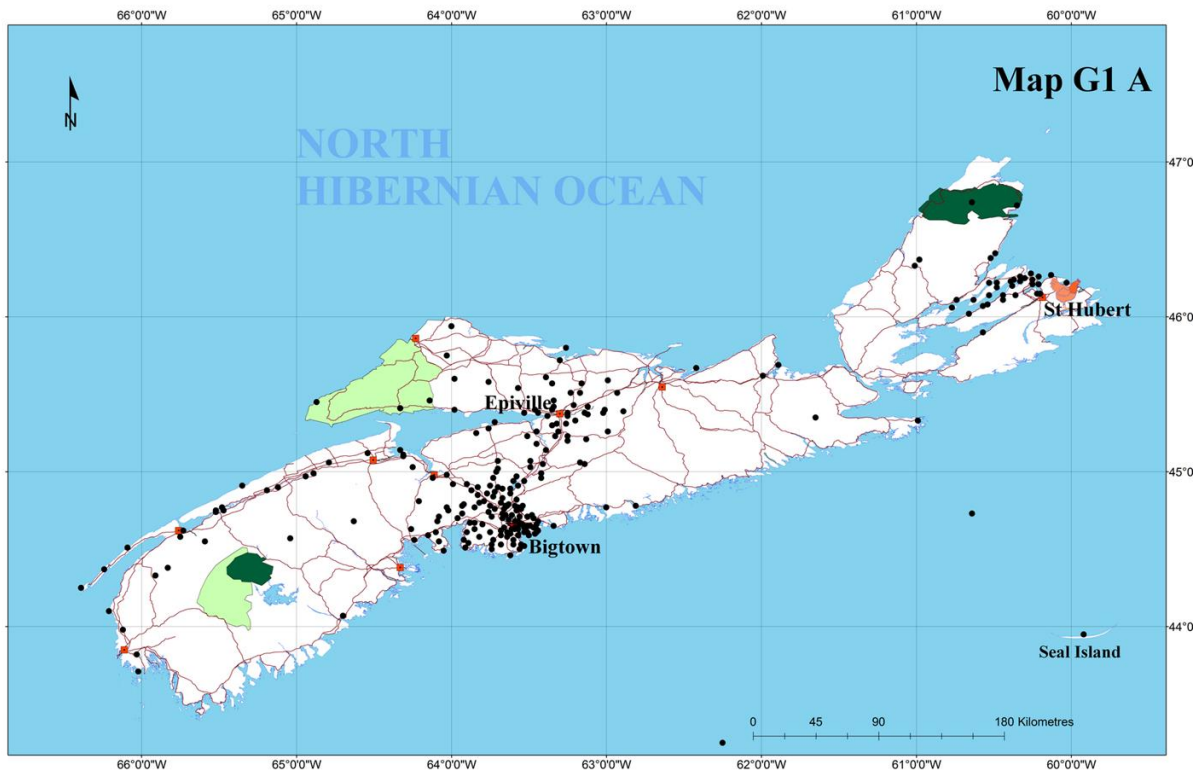 66°0'0"W 65°0'0"W 64°0'0"W 63°0'0"W 62°0'0"W 61°0'0"W 60°0'0"W
Map G1 A
N
NORTH
HIBERNIAN OCEAN
47°0
46°0
St Hubert
Epiville
45°0
Bigtown
44°0
Seal Island
0 45 90 180 Kilometres
66°0'0"W 65°0'0"W 64°0'0"W 63°0'0"W 62°0'0"W 61°0'0"W 60°0'0"W